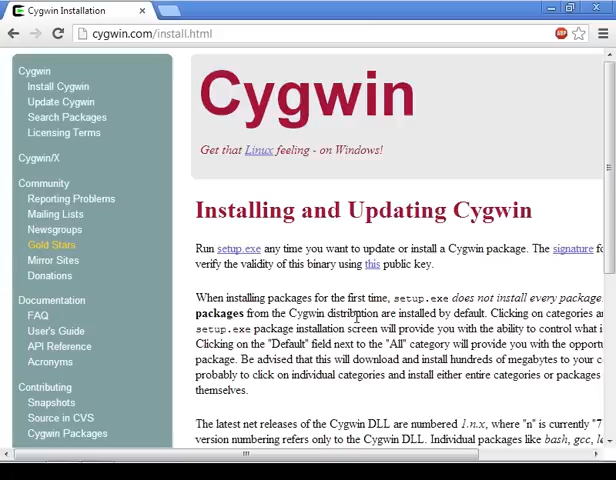 Cygwin Installation
cygwin.com/install.html
ABP
Cygwin
Install Cygwin
Update Cygwin
Search Packages
Licensing Terms
Cygwin/X
Community
Reporting Problems
Mailing Lists
Newsgroups
Gold Stars
Mirror Sites
Donations
Documentation
FAQ
User's Guide
API Reference
Acronyms
Contributing
Snapshots
Source in CVS
Cygwin Packages
Cygwin
Get that Linux feeling - on Windows!
Installing and Updating Cygwin
Run setup.exe any time you want to update or install a Cygwin package. The signature fo
verify the validity of this binary using this public key.
When installing packages for the first time, setup.exe does not install every package.
packages from the Cygwin distribution are installed by default. Clicking on categories a
setup.exe package installation screen will provide you with the ability to control what i
Clicking on the "Default" field next to the "All" category will provide you with the opportu
package. Be advised that this will download and install hundreds of megabytes to your c
probably to click on individual categories and install either entire categories or packages
themselves.
The latest net releases of the Cygwin DLL are numbered 1.n.x, where "n" is currently "7
version numbering refers only to the Cygwin DLL. Individual packages like bash, gcc, le